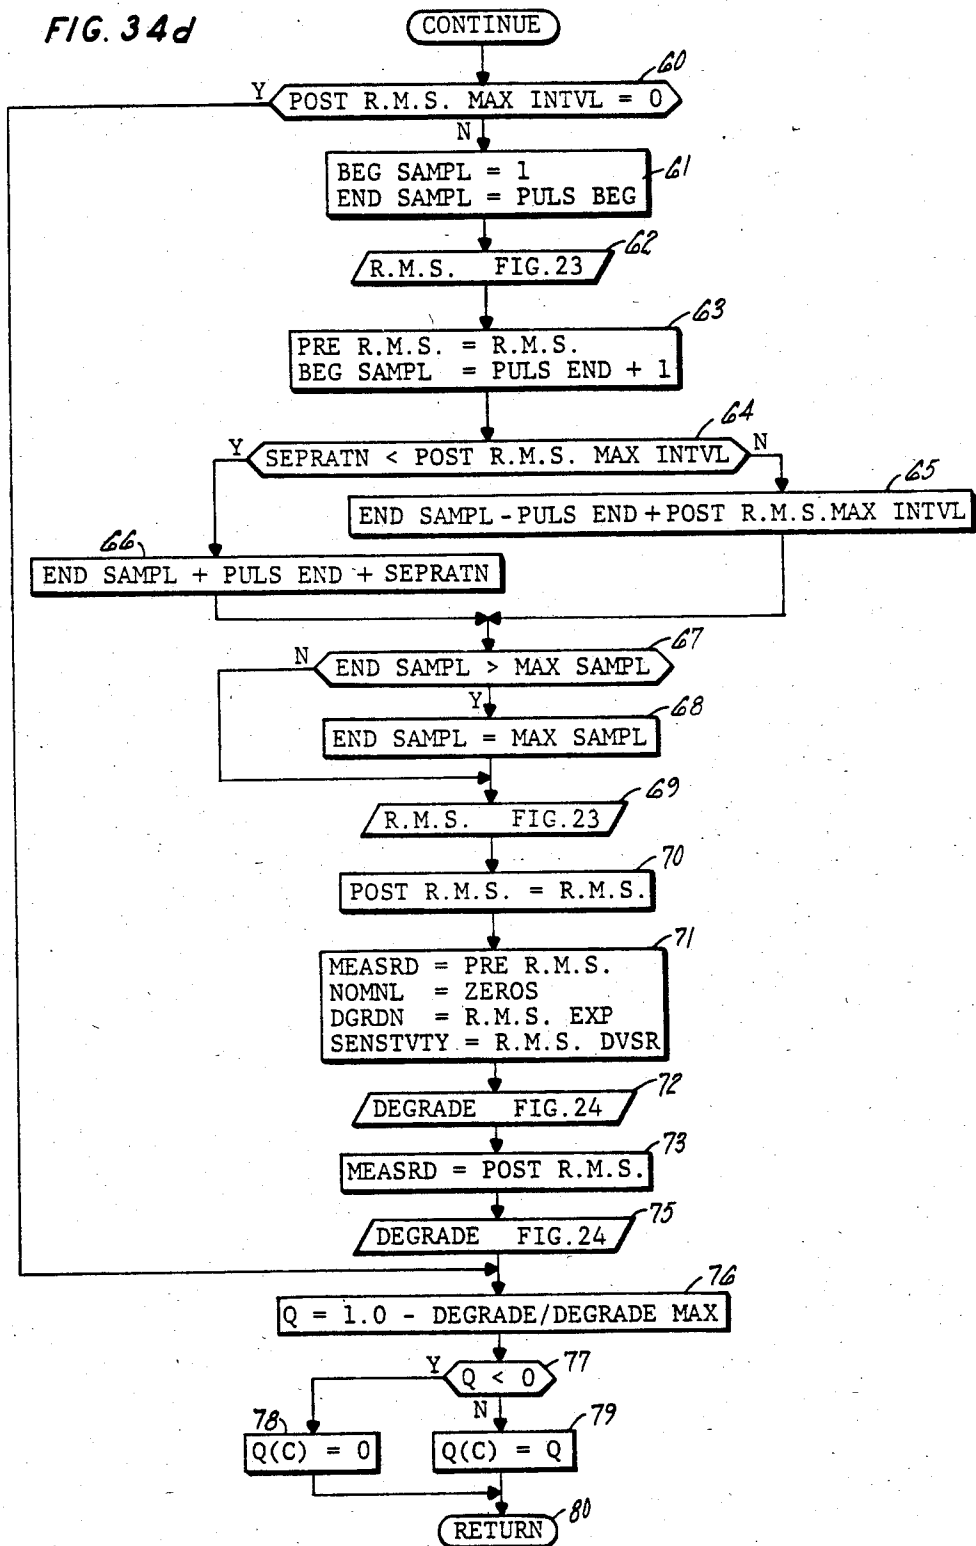 FIG. 34d
CONTINUE
60
Y
POST R.M.S. MAX INTVL = 0
N
61
BEG SAMPL = 1
END SAMPL = PULS BEG
62
R.M.S. FIG.23
63
PRE R.M.S. = R.M.S.
BEG SAMPL = PULS END + 1
64
Y
SEPRATN < POST R.M.S. MAX INTVL
N
65
END SAMPL-PULS END+POST R.M.S.MAX INTVL
66
END SAMPL + PULS END + SEPRATN
67
N
END SAMPL > MAX SAMPL
Y
68
END SAMPL = MAX SAMPL
69
R.M.S. FIG.23
70
POST R.M.S. = R.M.S.
71
MEASRD = PRE R.M.S.
NOMNL = ZEROS
DGRDN = R.M.S. EXP
SENSTVTY = R.M.S. DVSR
72
DEGRADE FIG.24
73
MEASRD = POST R.M.S.
75
DEGRADE FIG.24
76
Q = 1.0 - DEGRADE/DEGRADE MAX
77
Y
Q < 0
N
78
Q(C) = 0
79
Q(C) = Q
80
RETURN